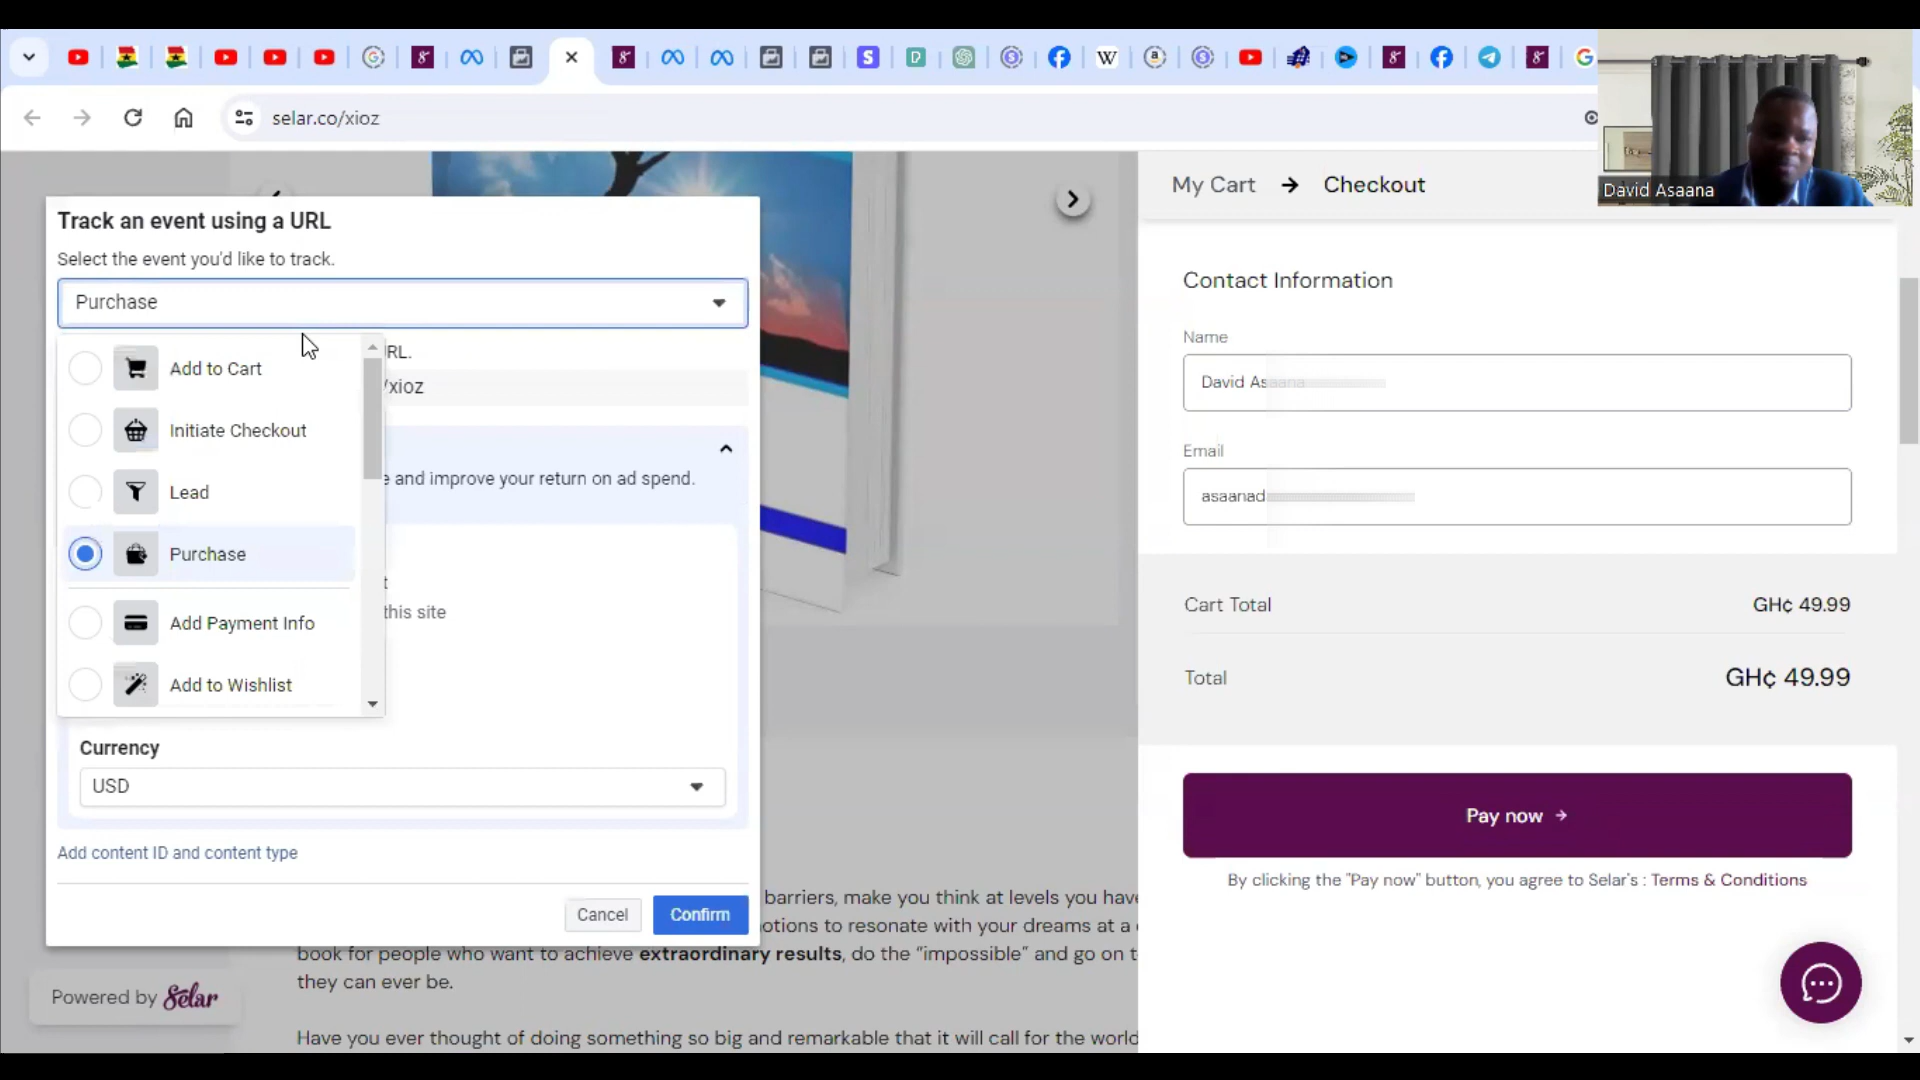 selar.co/xioz
David Asaana
Track an event using a URL
Select the event you'd like to track.
Purchase
RL.
/xioz
Add to Cart
Initiate Checkout
Lead
Purchase
Add Payment Info
Add to Wishlist
and improve your return on ad spend.
this site
Currency
USD
Add content ID and content type
Cancel
Confirm
Powered by Selar
barriers, make you think at levels you have
otions to resonate with your dreams at a
book for people who want to achieve extraordinary results, do the "impossible" and go on t
they can ever be.
Have you ever thought of doing something so big and remarkable that it will call for the world
My Cart → Checkout
Contact Information
Name
David Asaana
Email
asaanad
Cart Total
GH¢ 49.99
Total
GH¢ 49.99
Pay now →
By clicking the "Pay now" button, you agree to Selar's : Terms & Conditions